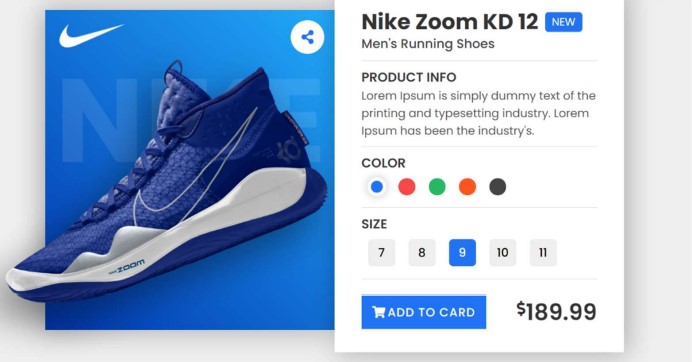 NIKE
ZOOM
Nike Zoom KD 12 NEW
Men's Running Shoes
PRODUCT INFO
Lorem Ipsum is simply dummy text of the
printing and typesetting industry. Lorem
Ipsum has been the industry's.
COLOR
SIZE
7 8 9 10 11
ADD TO CARD $189.99